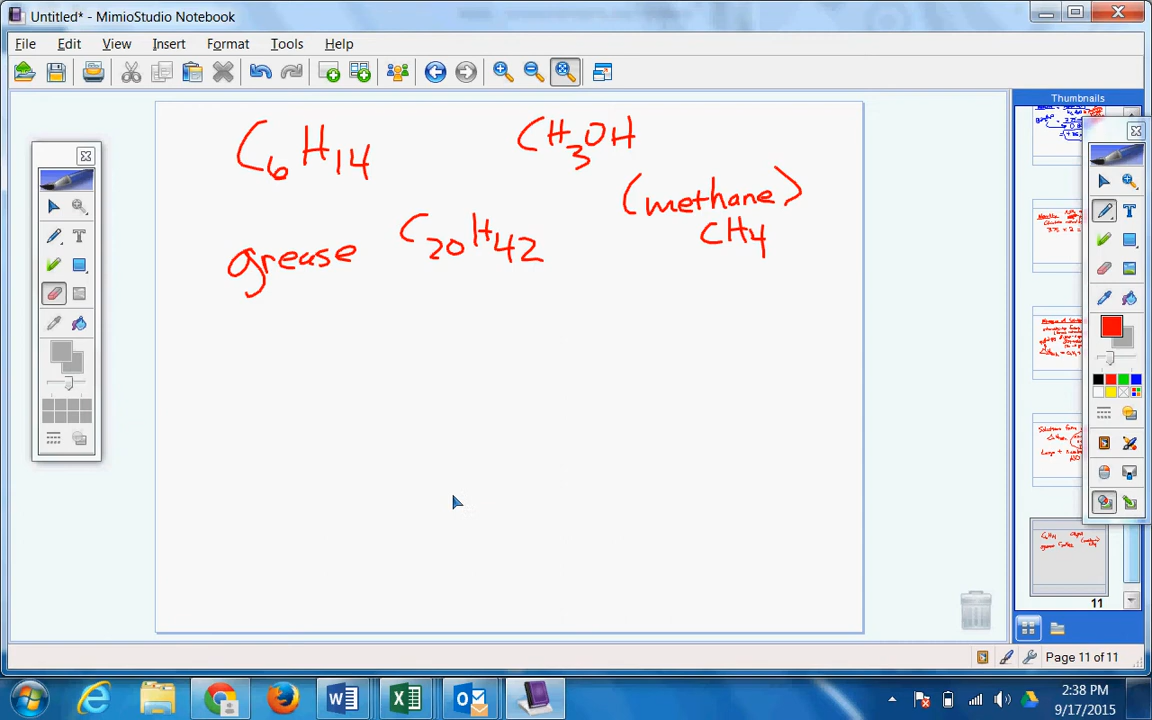 Untitled* - MimioStudio Notebook
File Edit View Insert Format Tools Help
Thumbnails
C6H14
CH3OH
(methane)
CH4
grease C20H42
11
Page 11 of 11
2:38 PM
9/17/2015